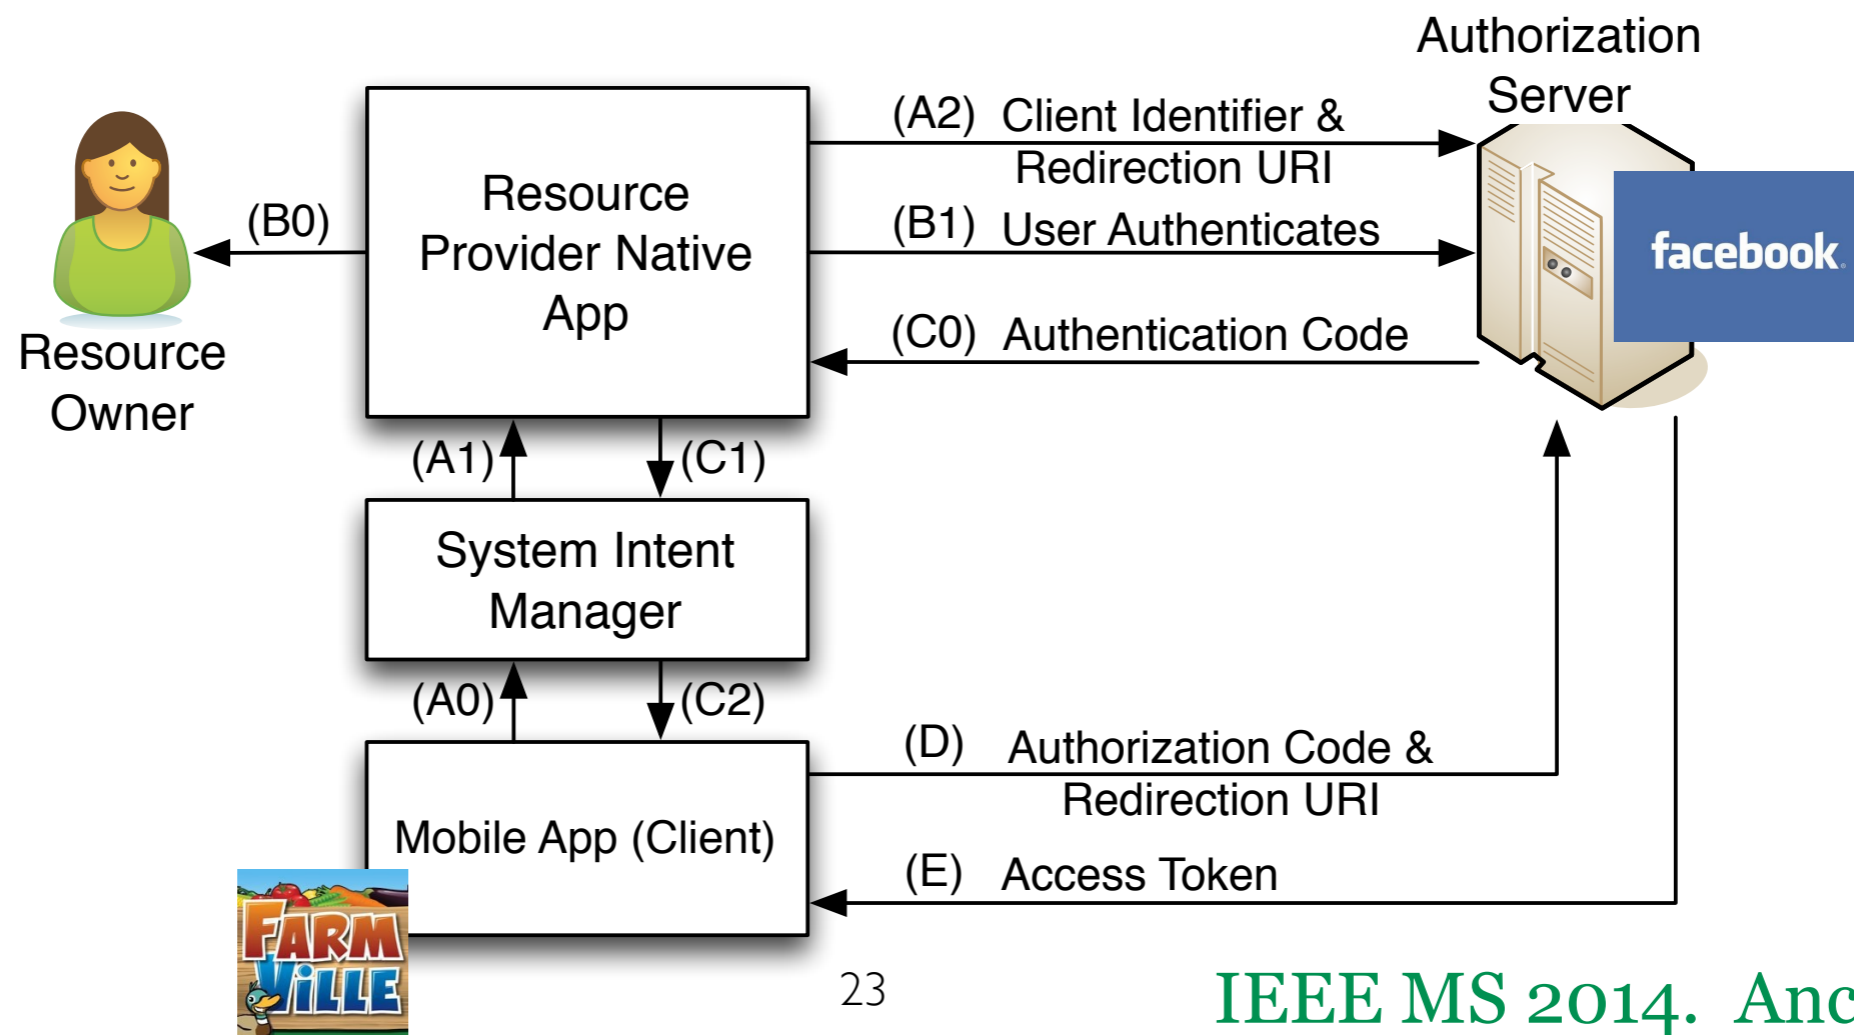 Authorization
Server
(A2) Client Identifier &
Redirection URI
Resource
Provider Native
App
(B0)
(B1) User Authenticates
facebook
(C0) Authentication Code
Resource
Owner
(A1)
(C1)
System Intent
Manager
(A0)
(C2)
(D) Authorization Code &
Redirection URI
Mobile App (Client)
(E) Access Token
FARM
VILLE
23
IEEE MS 2014. Anc